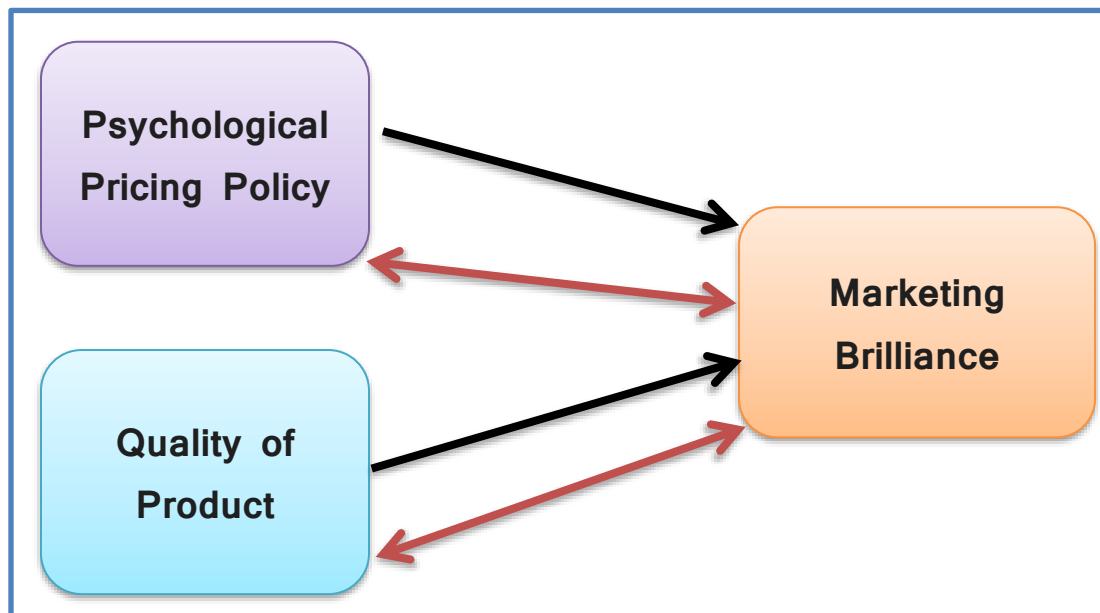 Psychological
Pricing Policy
Marketing
Brilliance
Quality of
Product